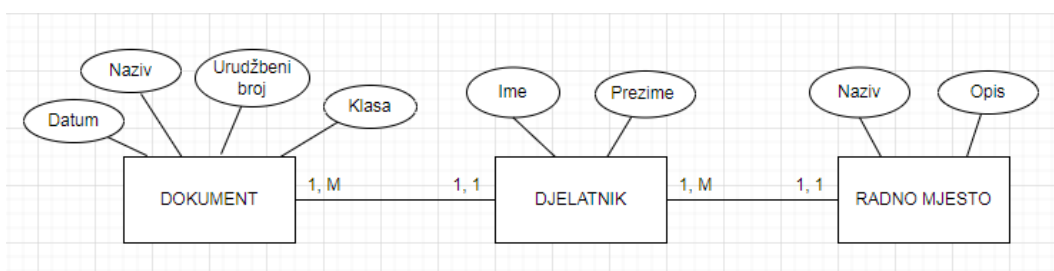 Naziv
Urudžbeni
broj
Datum
Klasa
Ime
Prezime
Naziv
Opis
DOKUMENT
1, M
1, 1
DJELATNIK
1, M
1, 1
RADNO MJESTO